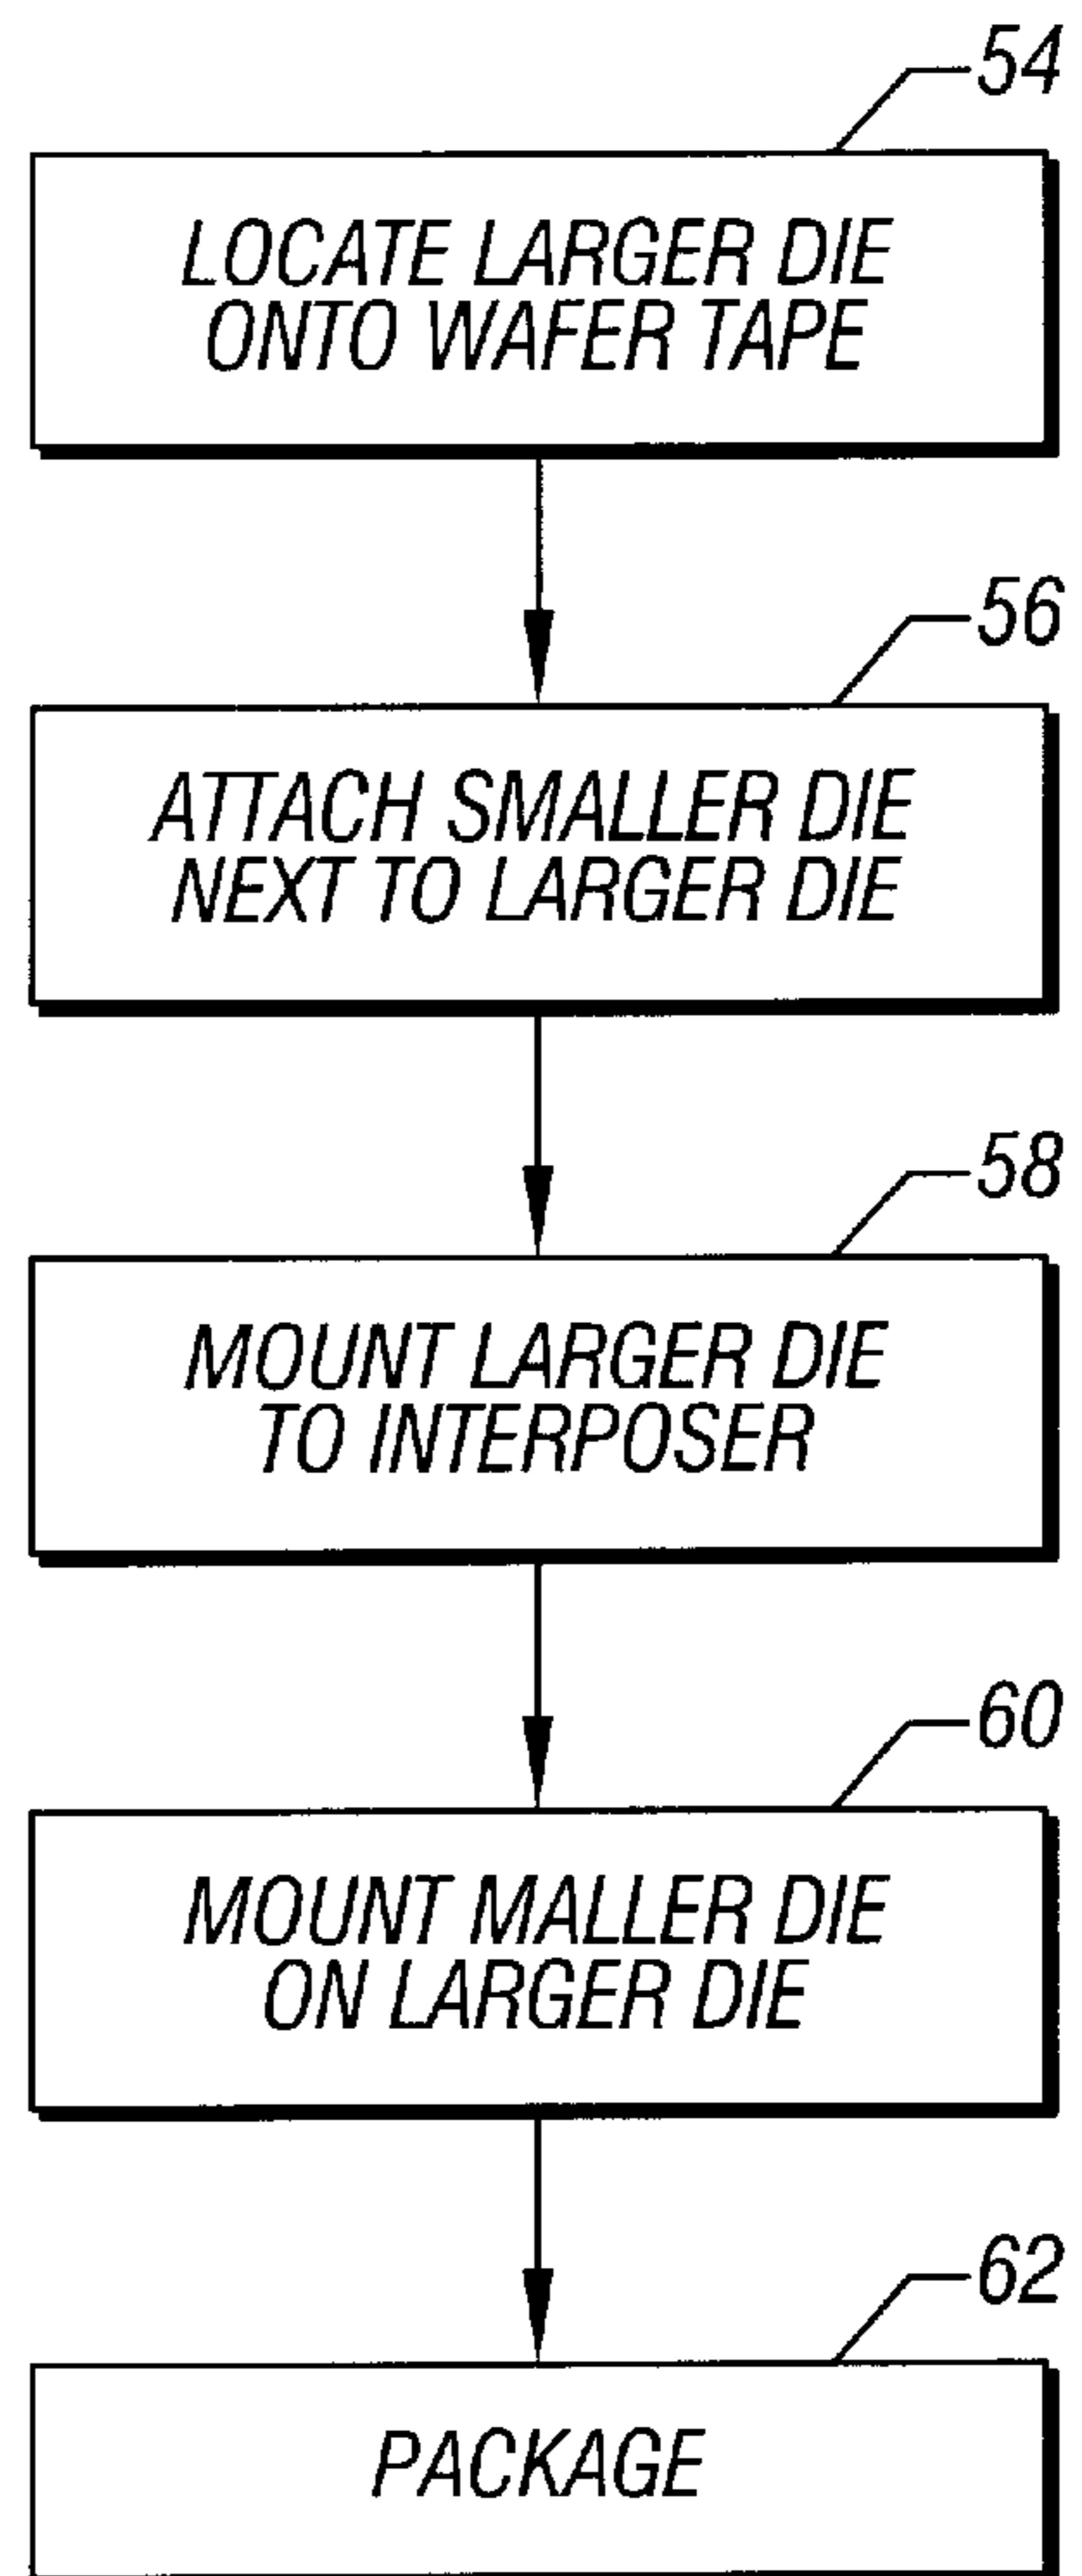 54
LOCATE LARGER DIE
ONTO WAFER TAPE
56
ATTACH SMALLER DIE
NEXT TO LARGER DIE
58
MOUNT LARGER DIE
TO INTERPOSER
60
MOUNT MALLER DIE
ON LARGER DIE
62
PACKAGE